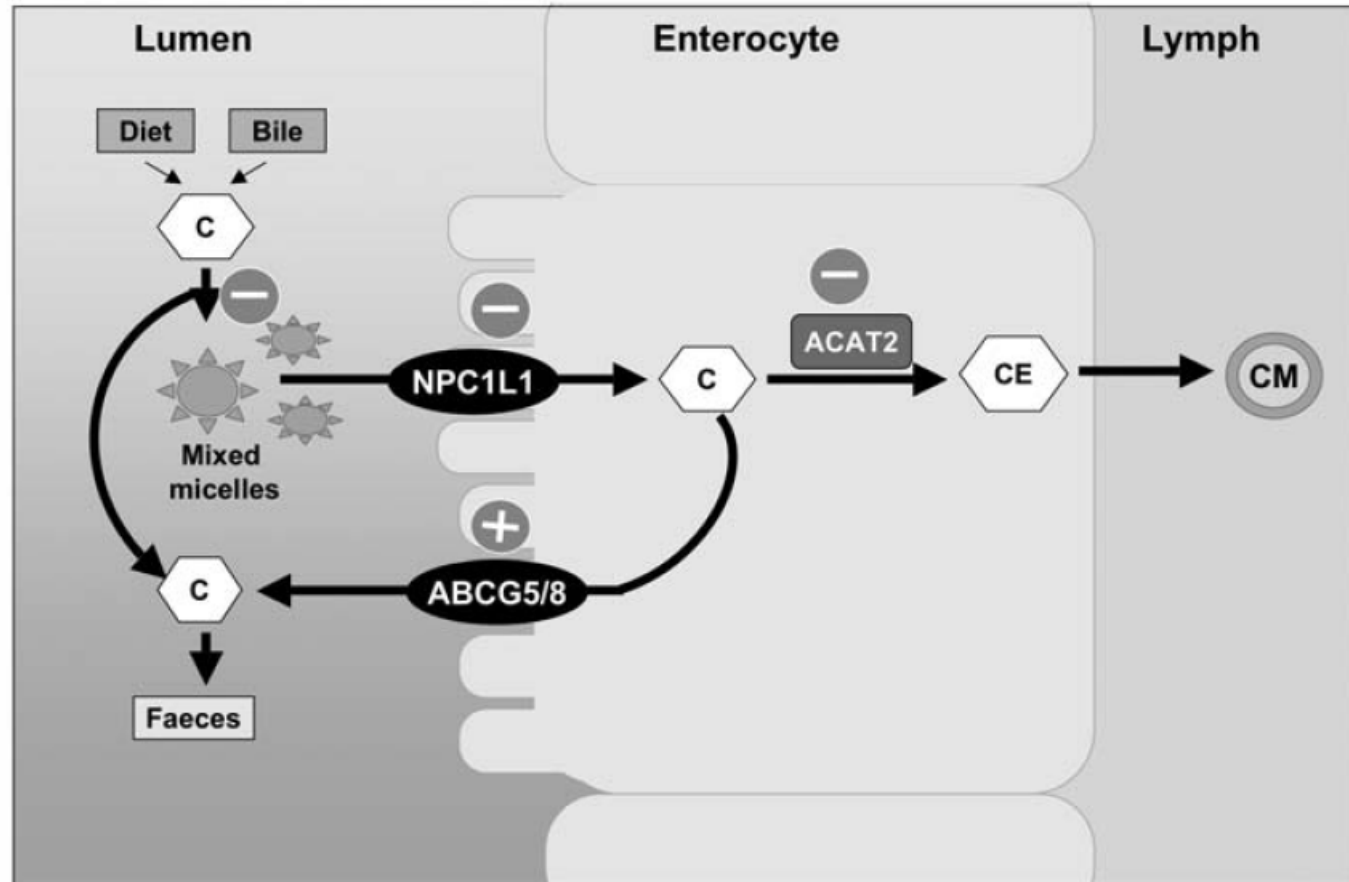 Lumen
Enterocyte
Lymph
Diet
Bile
C
−
−
−
ACAT2
NPC1L1
C
CE
CM
Mixed
micelles
+
C
ABCG5/8
Faeces